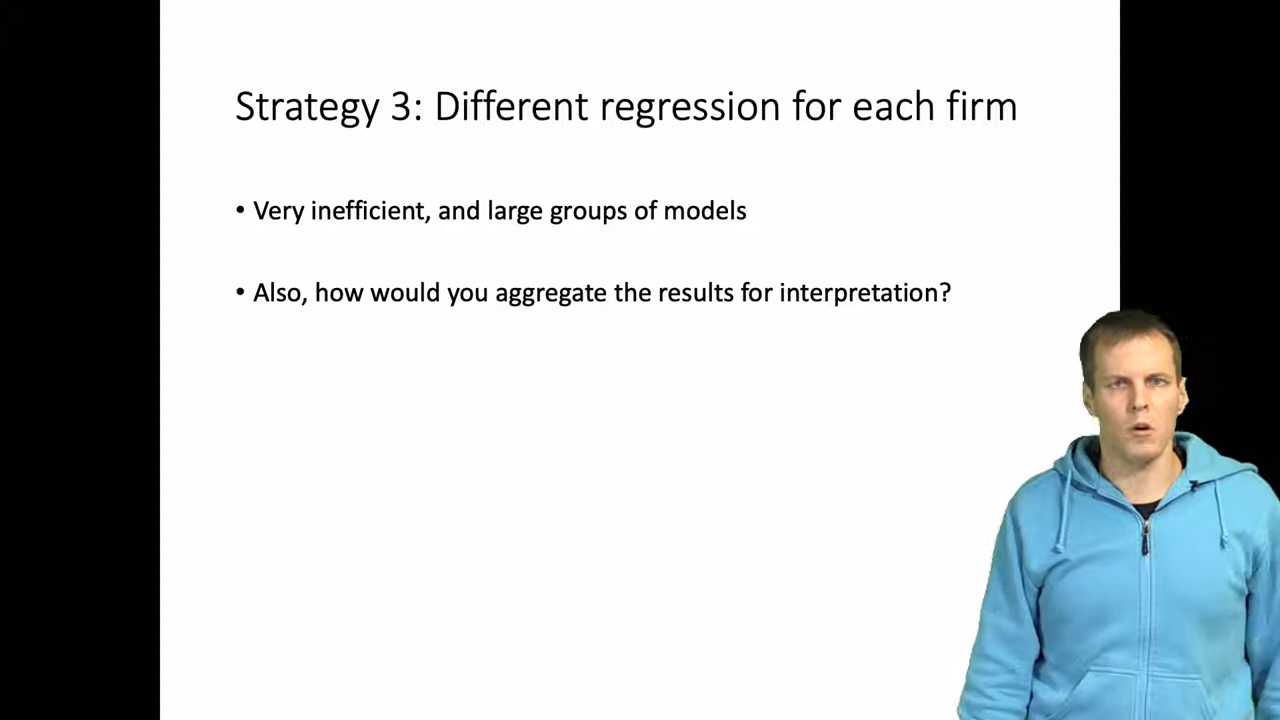 Strategy 3: Different regression for each firm
• Very inefficient, and large groups of models
• Also, how would you aggregate the results for interpretation?